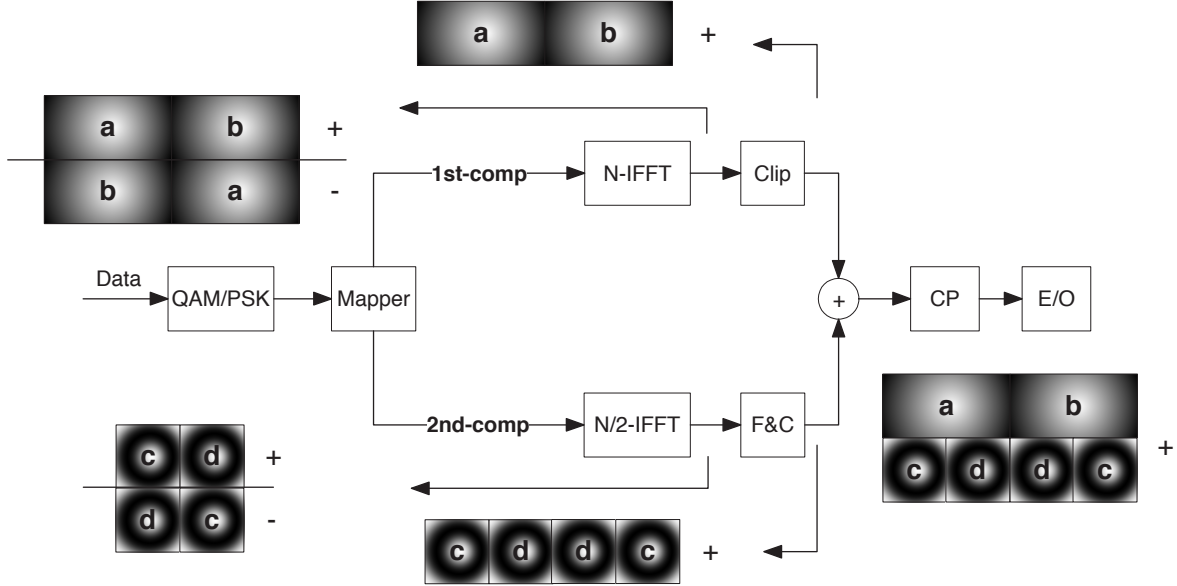 a b +
a b +
b a -
1st-comp N-IFFT Clip
Data QAM/PSK Mapper + CP E/O
2nd-comp N/2-IFFT F&C
a b
c d d c +
c d +
d c -
c d d c +